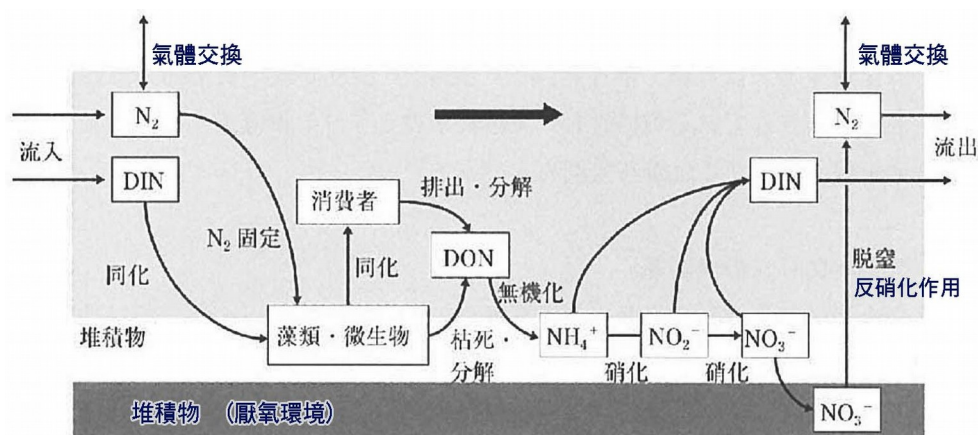 氣體交換
氣體交換
N₂
N₂
流入
流出
DIN
DIN
消費者
排出・分解
N₂ 固定
DON
同化
同化
脱窒
反硝化作用
無機化
堆積物
藻類・微生物
枯死・
分解
NH₄⁺
NO₂⁻
NO₃⁻
硝化
硝化
堆積物 (厭氧環境)
NO₃⁻